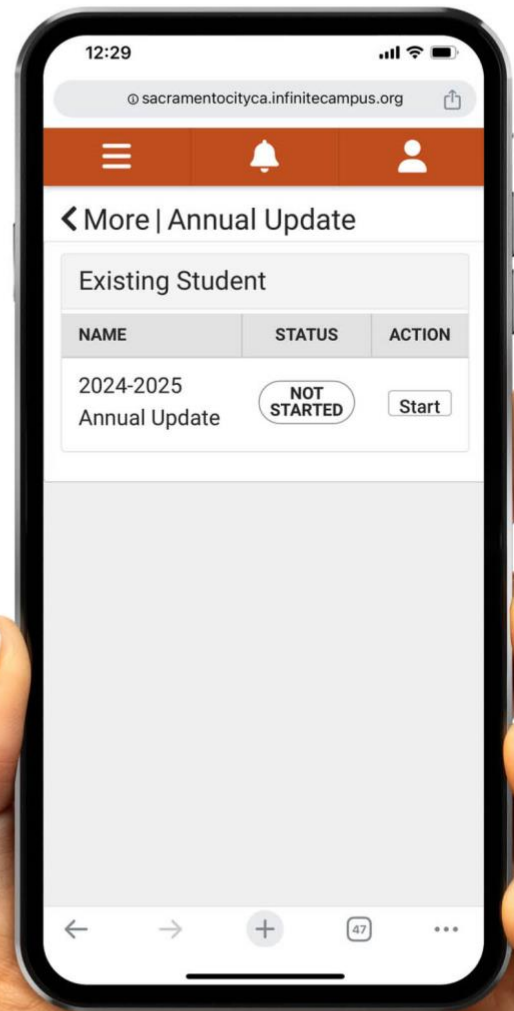 12:29
sacramentocityca.infinitecampus.org
More | Annual Update
Existing Student
NAME STATUS ACTION
2024-2025 Annual Update
NOT STARTED
Start
47